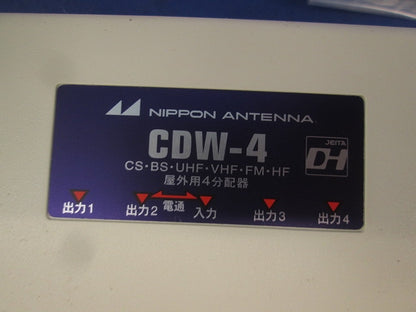 NIPPON ANTENNA
CDW-4
JEITA
DH
CS・BS・UHF・VHF・FM・HF
屋外用4分配器
出力1 出力2 電通 入力 出力3 出力4